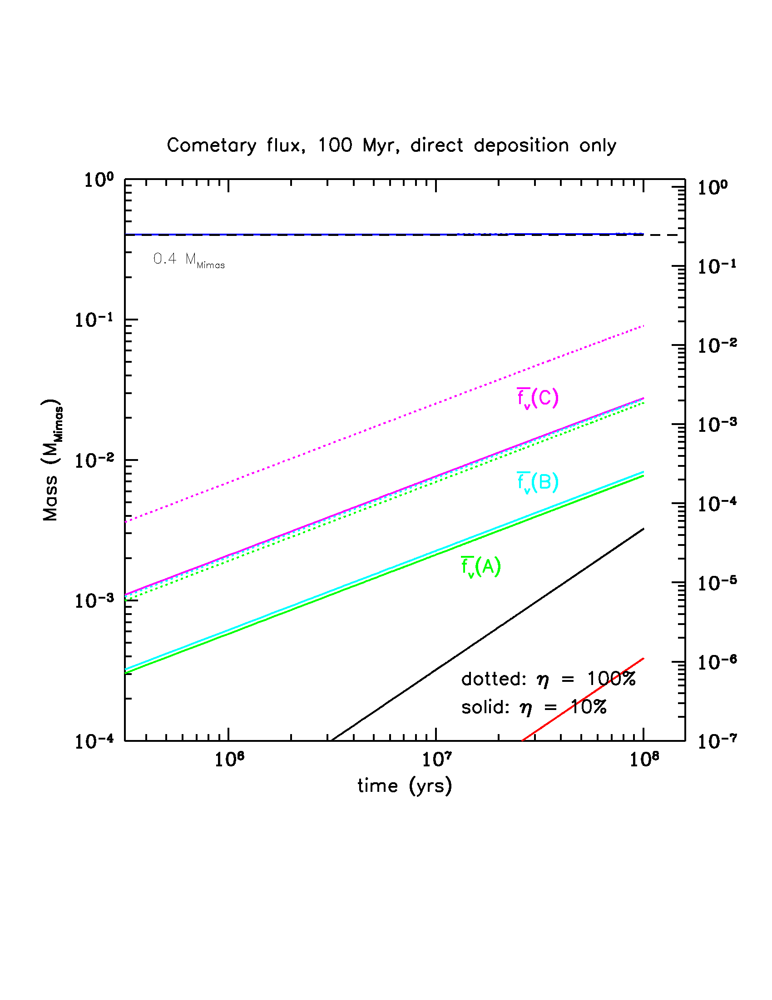 Cometary flux, 100 Myr, direct deposition only
10⁰
10⁻¹
10⁻²
10⁻³
10⁻⁴
Mass (M_Mimas)
0.4 M_Mimas
f̅ᵥ(C)
f̅ᵥ(B)
f̅ᵥ(A)
dotted: η = 100%
solid: η = 10%
10⁰
10⁻¹
10⁻²
10⁻³
10⁻⁴
10⁻⁵
10⁻⁶
10⁻⁷
10⁶ 10⁷ 10⁸
time (yrs)